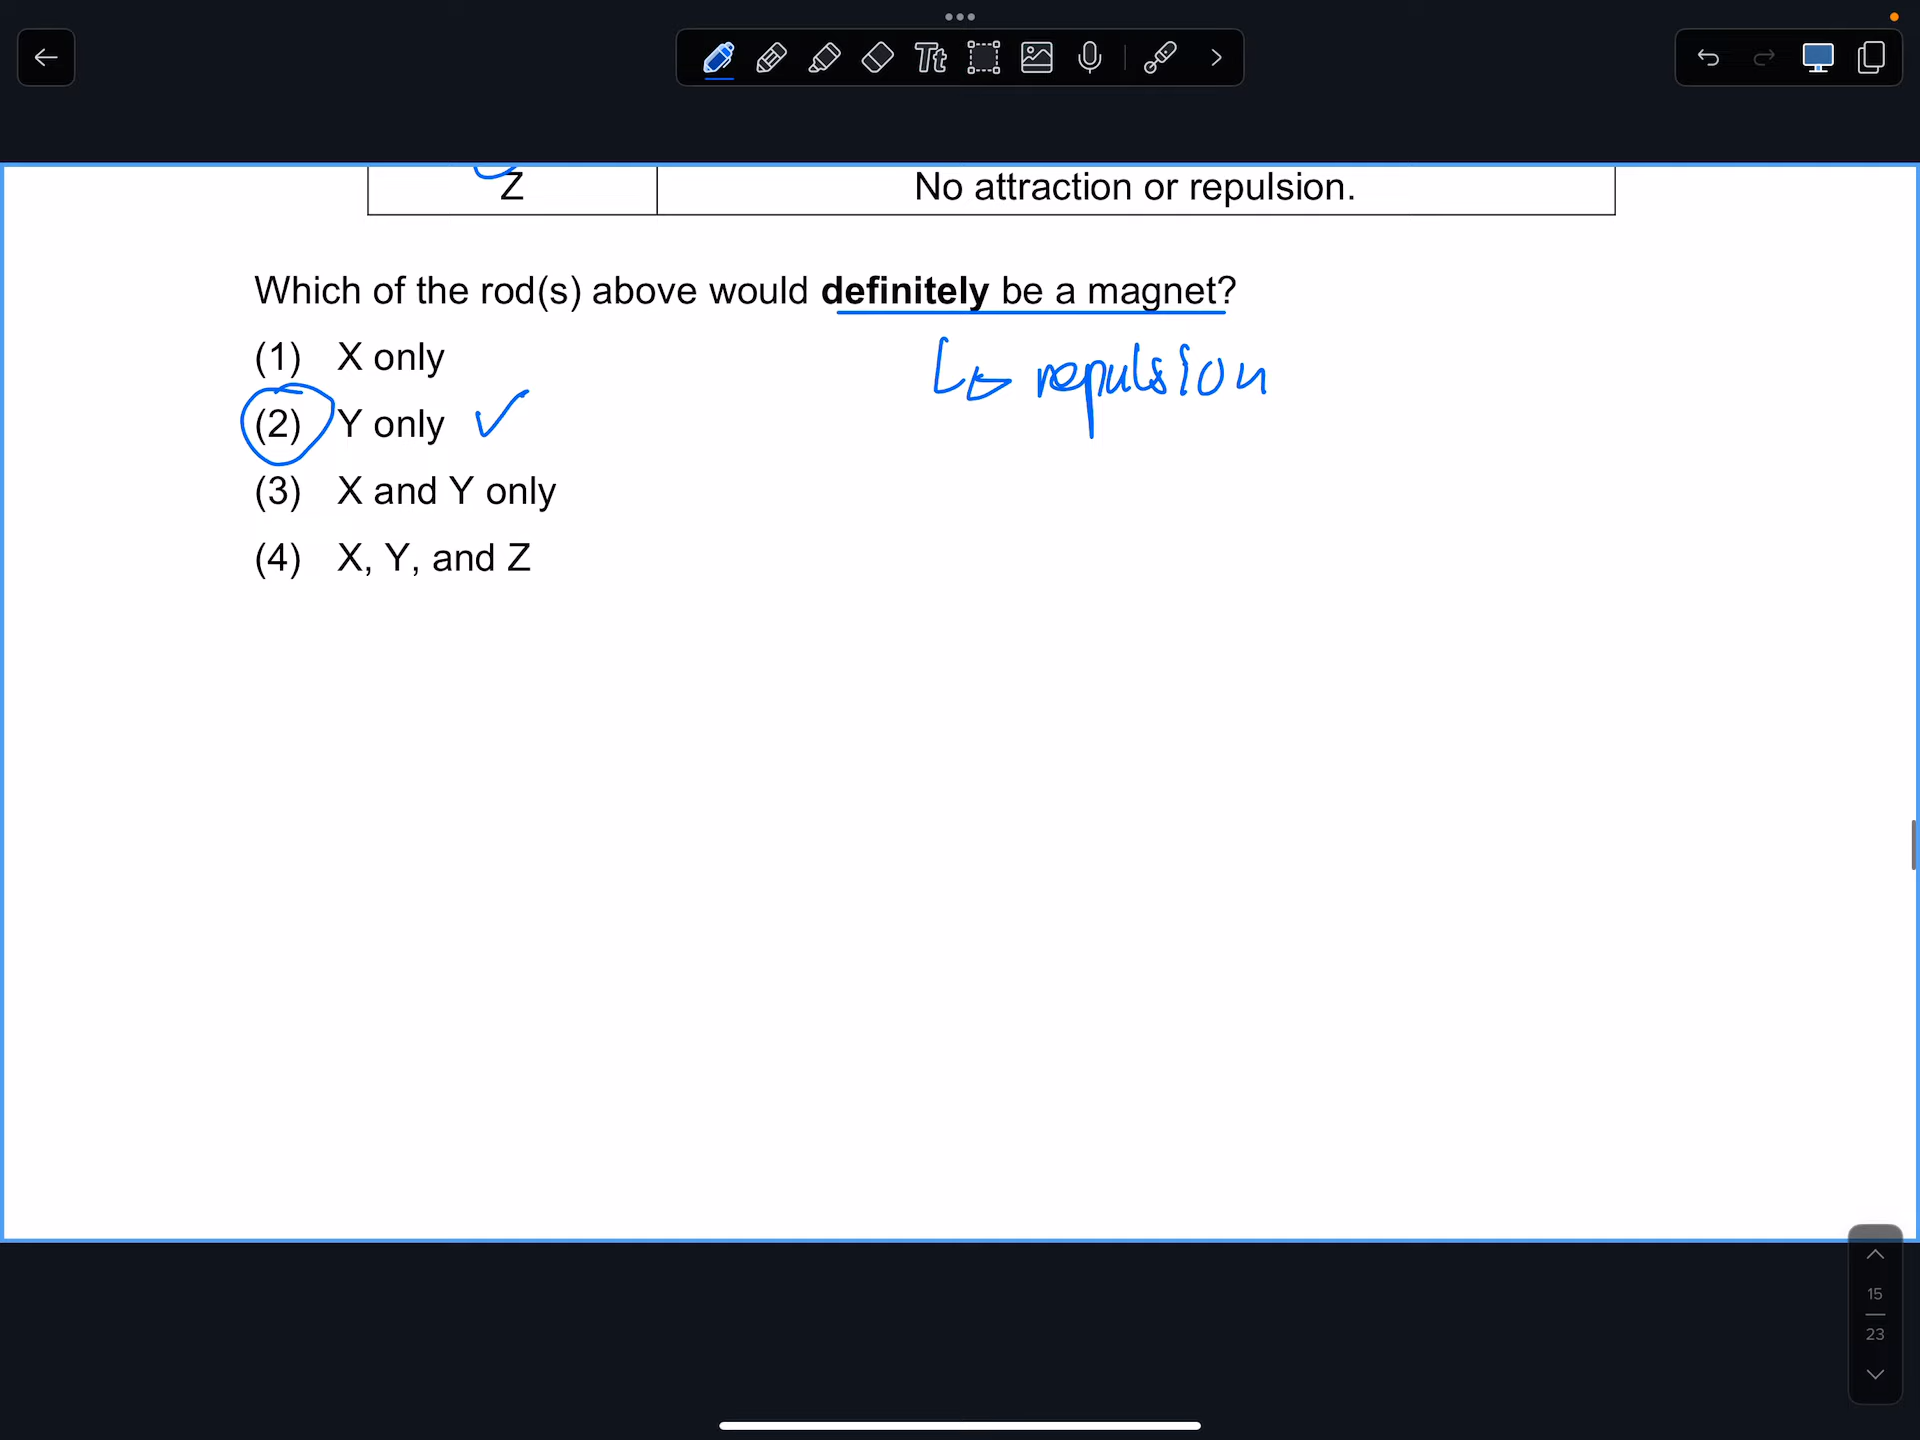 Tt
Z No attraction or repulsion.
Which of the rod(s) above would definitely be a magnet?
(1) X only
repulsion
(2) Y only
(3) X and Y only
(4) X, Y, and Z
15
23